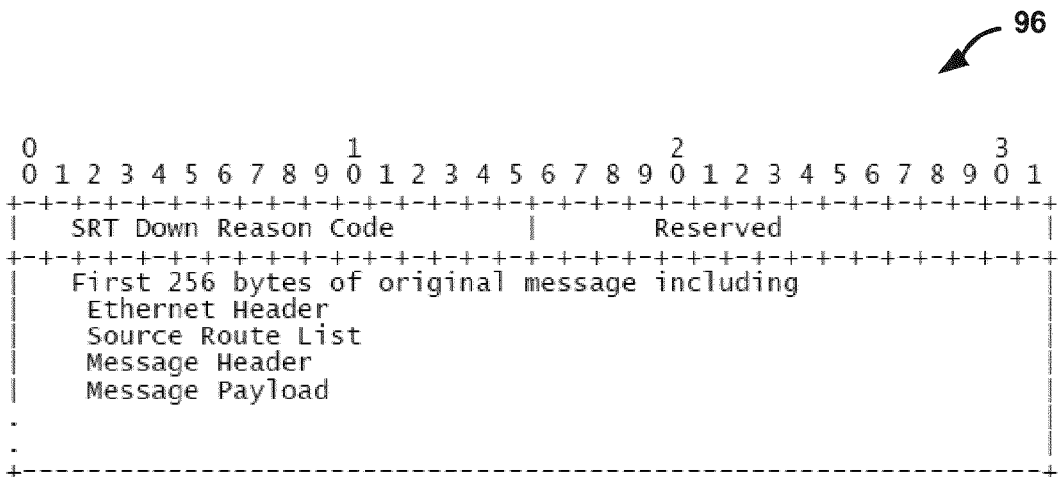 96
0 1 2 3
0 1 2 3 4 5 6 7 8 9 0 1 2 3 4 5 6 7 8 9 0 1 2 3 4 5 6 7 8 9 0 1
+-+-+-+-+-+-+-+-+-+-+-+-+-+-+-+-+-+-+-+-+-+-+-+-+-+-+-+-+-+-+-+-+
| SRT Down Reason Code | Reserved |
+-+-+-+-+-+-+-+-+-+-+-+-+-+-+-+-+-+-+-+-+-+-+-+-+-+-+-+-+-+-+-+-+
| First 256 bytes of original message including |
| Ethernet Header |
| Source Route List |
| Message Header |
| Message Payload |
. |
. |
+---------------------------------------------------------------+